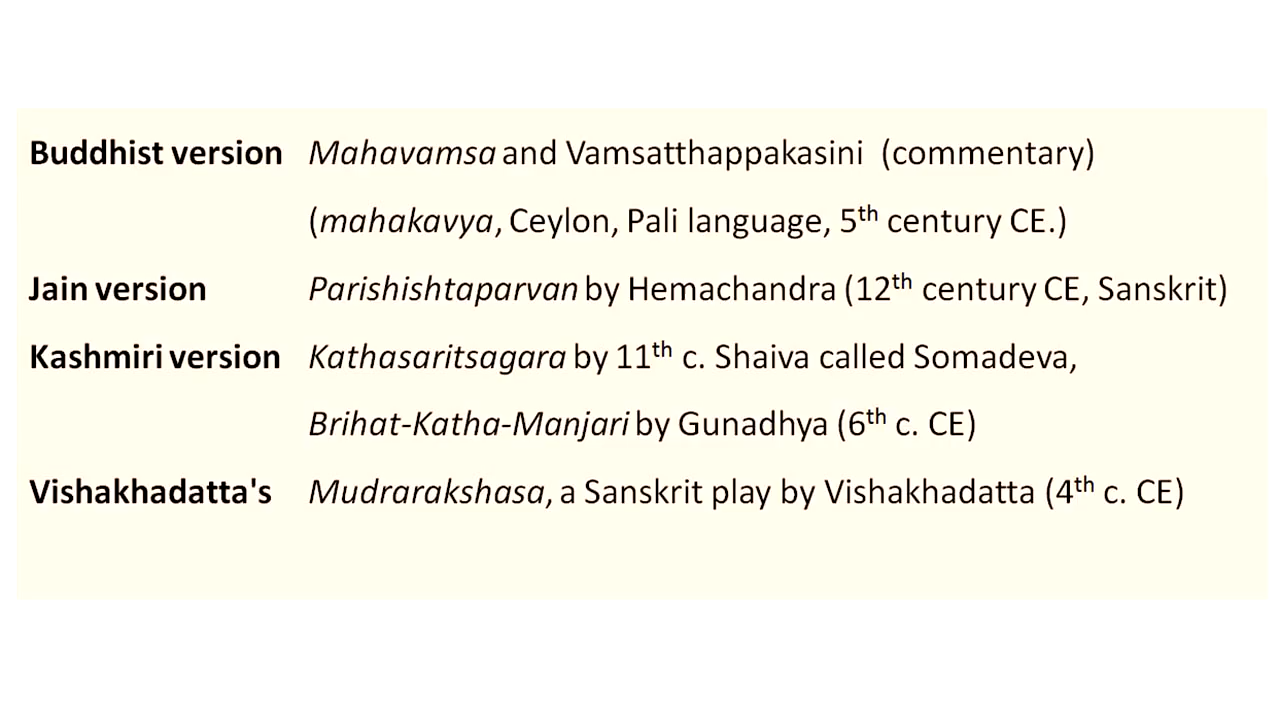 Buddhist version Mahavamsa and Vamsatthappakasini (commentary)
(mahakavya, Ceylon, Pali language, 5th century CE.)
Jain version Parishishtaparvan by Hemachandra (12th century CE, Sanskrit)
Kashmiri version Kathasaritsagara by 11th c. Shaiva called Somadeva,
Brihat-Katha-Manjari by Gunadhya (6th c. CE)
Vishakhadatta's Mudrarakshasa, a Sanskrit play by Vishakhadatta (4th c. CE)